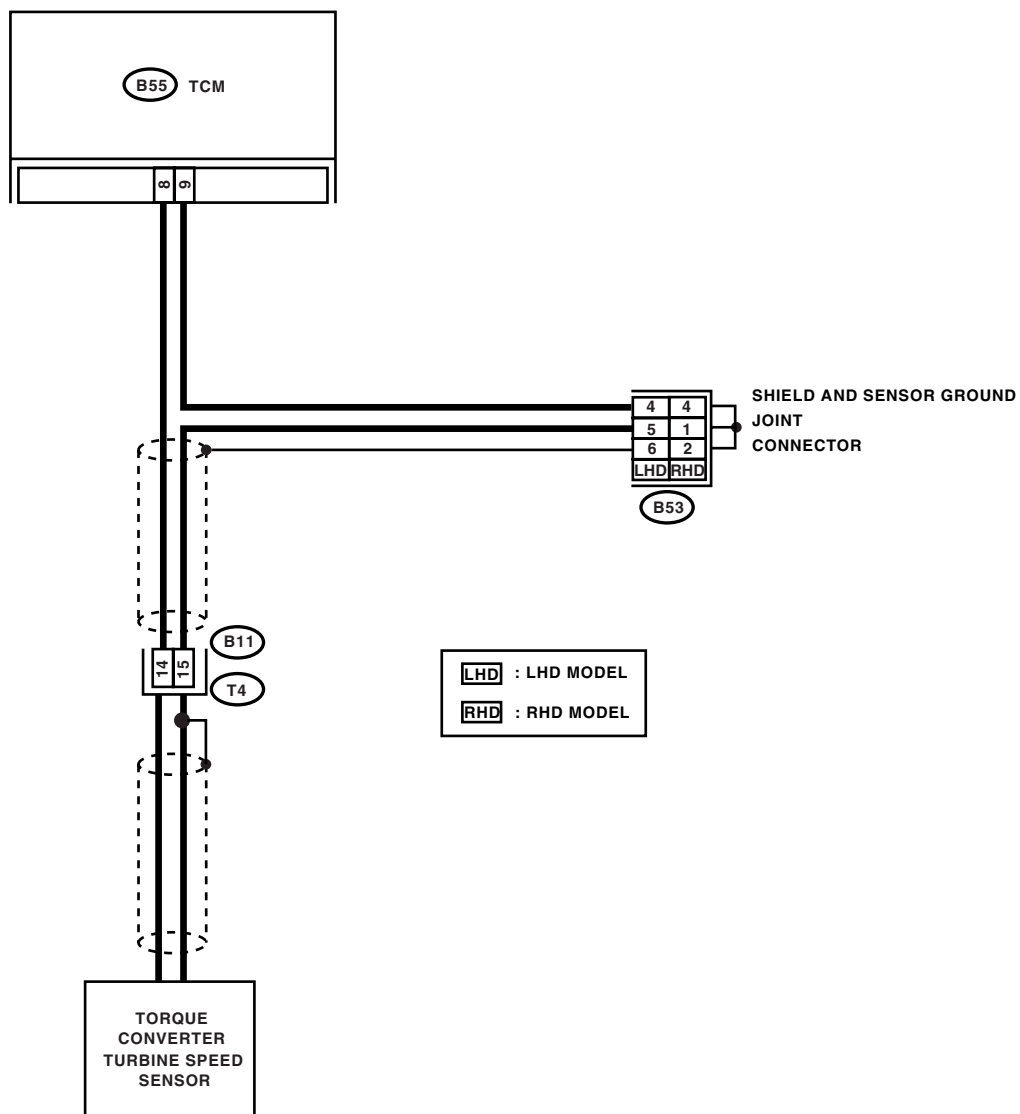 B55 TCM
8 9
SHIELD AND SENSOR GROUND
JOINT
CONNECTOR
4 4
5 1
6 2
LHD RHD
B53
B11
14 15
T4
LHD : LHD MODEL
RHD : RHD MODEL
TORQUE
CONVERTER
TURBINE SPEED
SENSOR